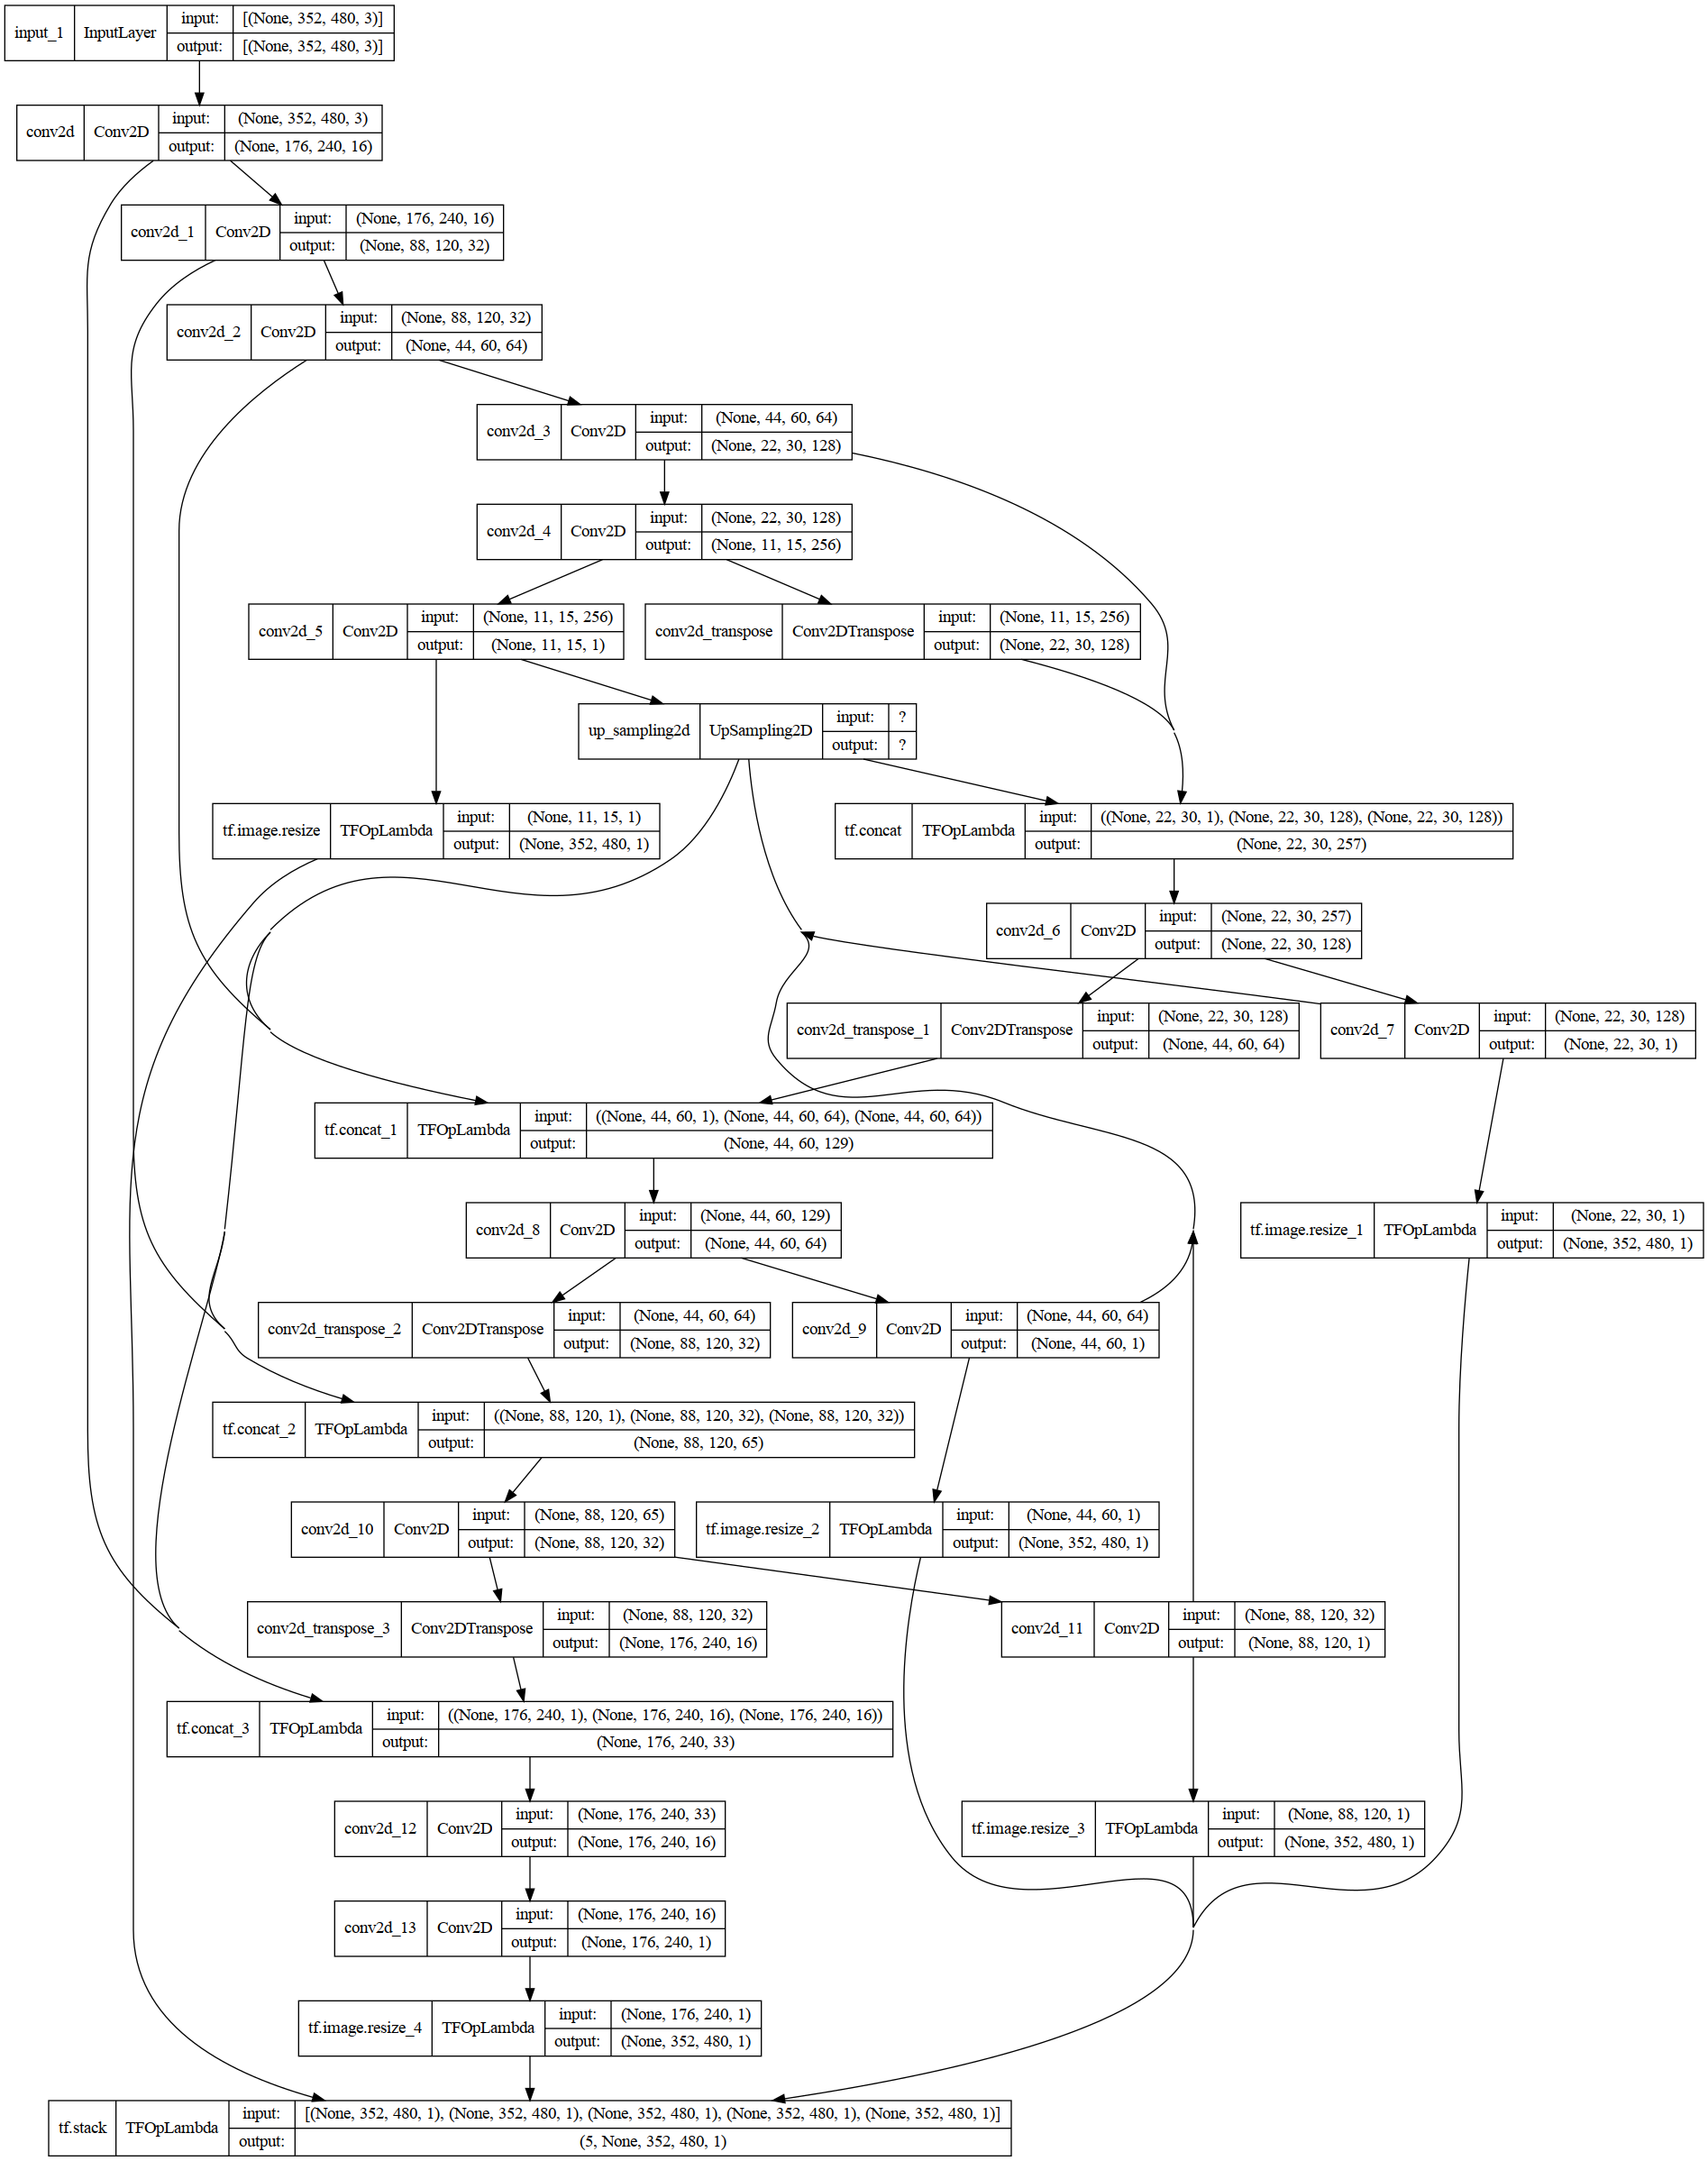 input_1 InputLayer input: [(None, 352, 480, 3)]
output: [(None, 352, 480, 3)]
conv2d Conv2D input: (None, 352, 480, 3)
output: (None, 176, 240, 16)
conv2d_1 Conv2D input: (None, 176, 240, 16)
output: (None, 88, 120, 32)
conv2d_2 Conv2D input: (None, 88, 120, 32)
output: (None, 44, 60, 64)
conv2d_3 Conv2D input: (None, 44, 60, 64)
output: (None, 22, 30, 128)
conv2d_4 Conv2D input: (None, 22, 30, 128)
output: (None, 11, 15, 256)
conv2d_5 Conv2D input: (None, 11, 15, 256)
output: (None, 11, 15, 1)
conv2d_transpose Conv2DTranspose input: (None, 11, 15, 256)
output: (None, 22, 30, 128)
up_sampling2d UpSampling2D input: ?
output: ?
tf.image.resize TFOpLambda input: (None, 11, 15, 1)
output: (None, 352, 480, 1)
tf.concat TFOpLambda input: ((None, 22, 30, 1), (None, 22, 30, 128), (None, 22, 30, 128))
output: (None, 22, 30, 257)
conv2d_6 Conv2D input: (None, 22, 30, 257)
output: (None, 22, 30, 128)
conv2d_transpose_1 Conv2DTranspose input: (None, 22, 30, 128)
output: (None, 44, 60, 64)
conv2d_7 Conv2D input: (None, 22, 30, 128)
output: (None, 22, 30, 1)
tf.concat_1 TFOpLambda input: ((None, 44, 60, 1), (None, 44, 60, 64), (None, 44, 60, 64))
output: (None, 44, 60, 129)
conv2d_8 Conv2D input: (None, 44, 60, 129)
output: (None, 44, 60, 64)
tf.image.resize_1 TFOpLambda input: (None, 22, 30, 1)
output: (None, 352, 480, 1)
conv2d_transpose_2 Conv2DTranspose input: (None, 44, 60, 64)
output: (None, 88, 120, 32)
conv2d_9 Conv2D input: (None, 44, 60, 64)
output: (None, 44, 60, 1)
tf.concat_2 TFOpLambda input: ((None, 88, 120, 1), (None, 88, 120, 32), (None, 88, 120, 32))
output: (None, 88, 120, 65)
conv2d_10 Conv2D input: (None, 88, 120, 65)
output: (None, 88, 120, 32)
tf.image.resize_2 TFOpLambda input: (None, 44, 60, 1)
output: (None, 352, 480, 1)
conv2d_transpose_3 Conv2DTranspose input: (None, 88, 120, 32)
output: (None, 176, 240, 16)
conv2d_11 Conv2D input: (None, 88, 120, 32)
output: (None, 88, 120, 1)
tf.concat_3 TFOpLambda input: ((None, 176, 240, 1), (None, 176, 240, 16), (None, 176, 240, 16))
output: (None, 176, 240, 33)
conv2d_12 Conv2D input: (None, 176, 240, 33)
output: (None, 176, 240, 16)
tf.image.resize_3 TFOpLambda input: (None, 88, 120, 1)
output: (None, 352, 480, 1)
conv2d_13 Conv2D input: (None, 176, 240, 16)
output: (None, 176, 240, 1)
tf.image.resize_4 TFOpLambda input: (None, 176, 240, 1)
output: (None, 352, 480, 1)
tf.stack TFOpLambda input: [(None, 352, 480, 1), (None, 352, 480, 1), (None, 352, 480, 1), (None, 352, 480, 1), (None, 352, 480, 1)]
output: (5, None, 352, 480, 1)